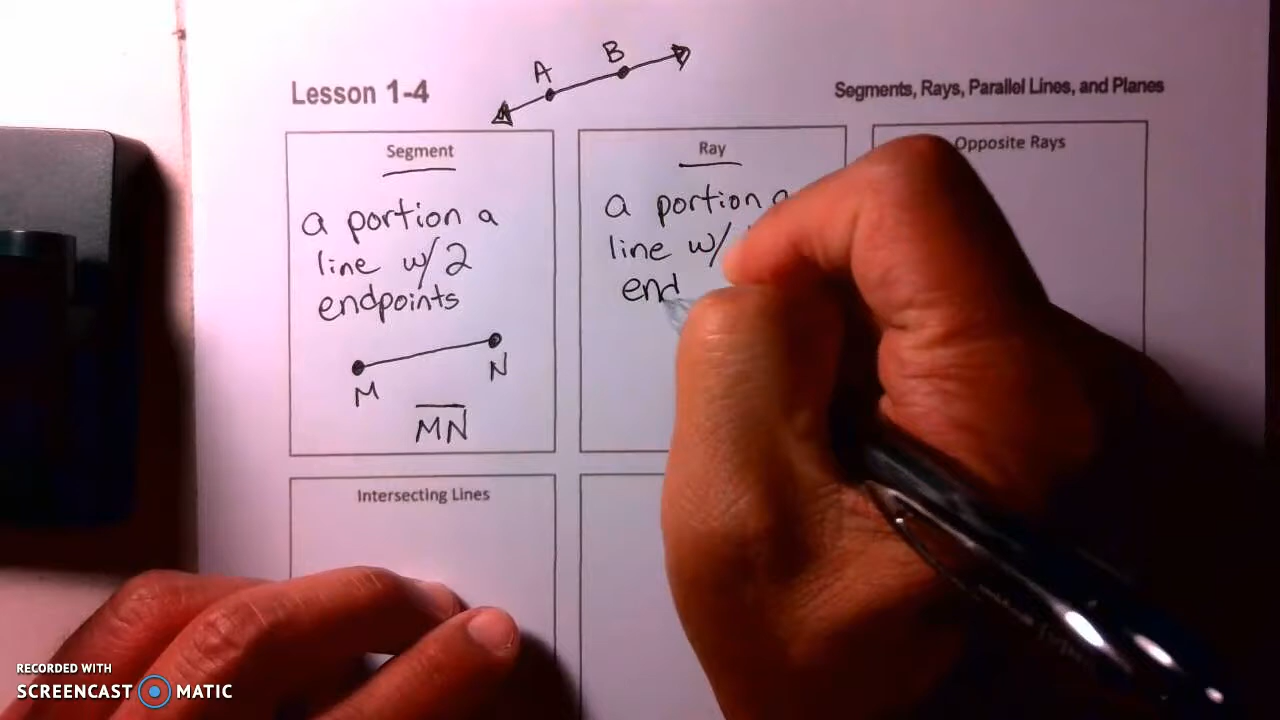 A B
Lesson 1-4
Segments, Rays, Parallel Lines, and Planes
Segment
a portion a
line w/ 2
endpoints
M N
MN
Ray
a portion
line w/
end
Opposite Rays
Intersecting Lines
RECORDED WITH
SCREENCAST MATIC